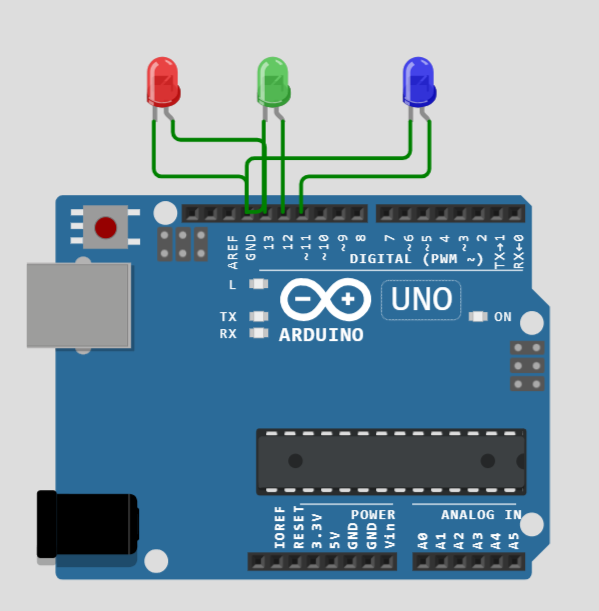 AREF
GND
13
12
~11
~10
~9
8
7
~6
~5
4
~3
2
TX→1
RX←0
DIGITAL (PWM ~)
L
TX
RX
ARDUINO
UNO
ON
POWER
ANALOG IN
IOREF
RESET
3.3V
5V
GND
GND
Vin
A0
A1
A2
A3
A4
A5